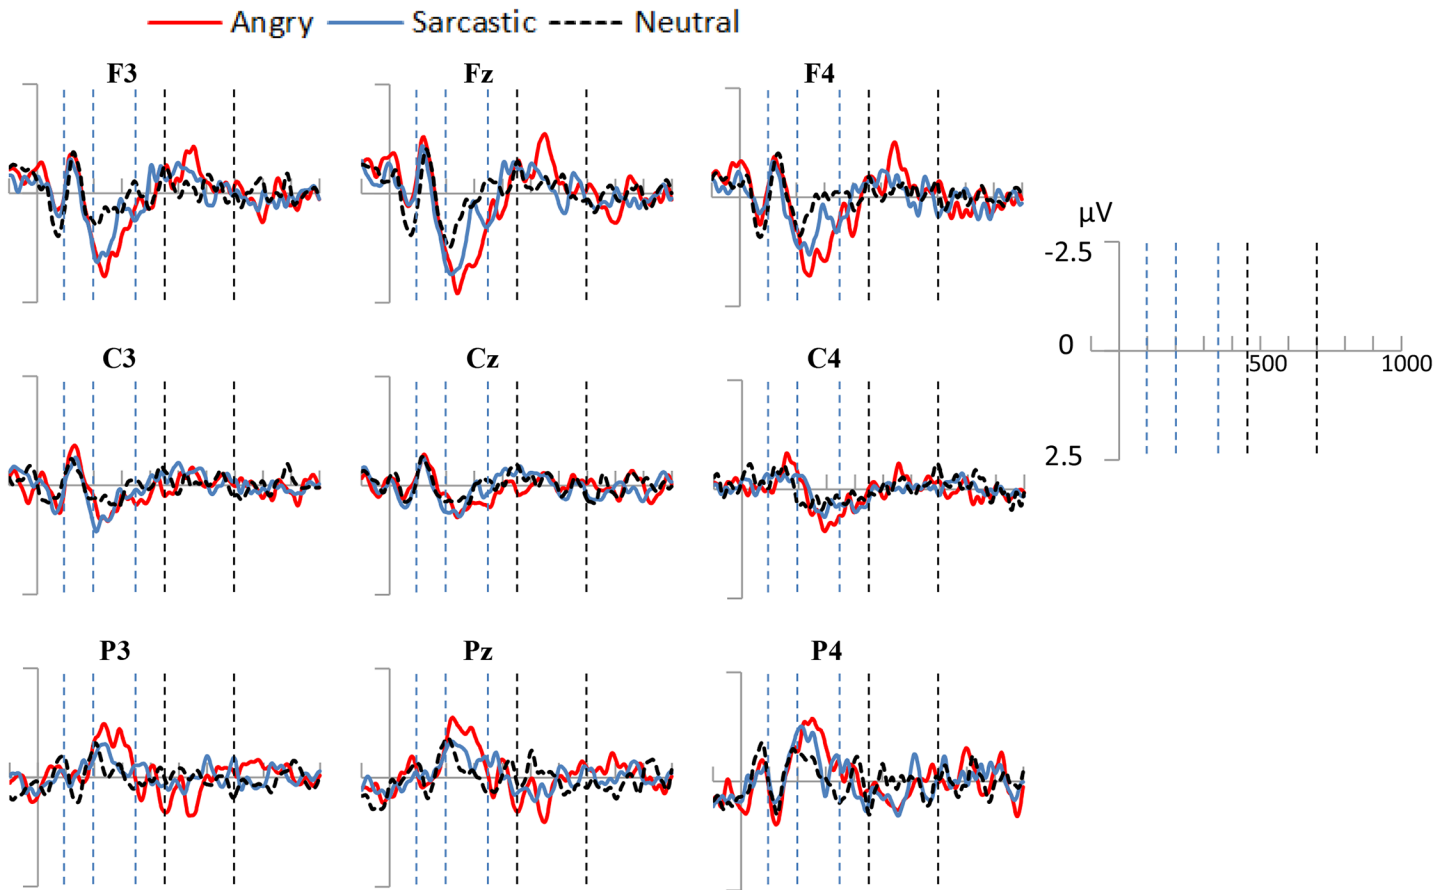 Angry Sarcastic Neutral
F3 Fz F4
µV
-2.5
C3 Cz C4
0
500 1000
2.5
P3 Pz P4